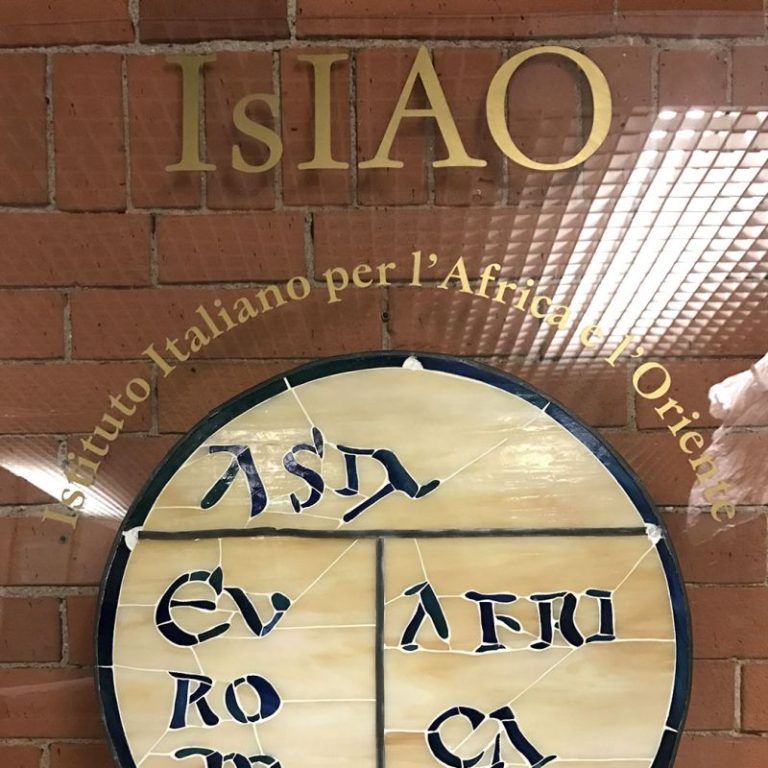 IsIAO
Istituto Italiano per l'Africa e l'Oriente
ASIA
EV
RO
AFRI
CA